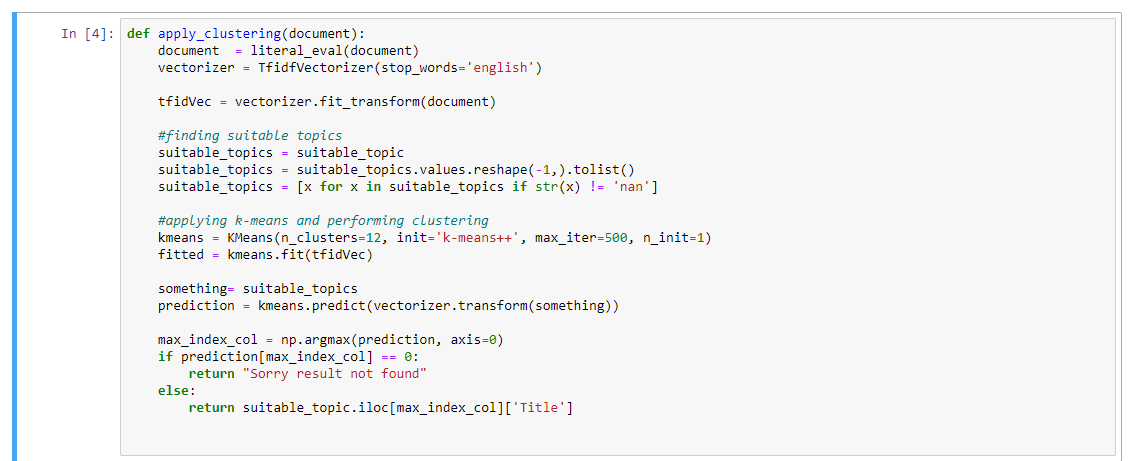 In [4]: def apply_clustering(document):
    document  = literal_eval(document)
    vectorizer = TfidfVectorizer(stop_words='english')
    tfidVec = vectorizer.fit_transform(document)
    #finding suitable topics
    suitable_topics = suitable_topic
    suitable_topics = suitable_topics.values.reshape(-1,).tolist()
    suitable_topics = [x for x in suitable_topics if str(x) != 'nan']
    #applying k-means and performing clustering
    kmeans = KMeans(n_clusters=12, init='k-means++', max_iter=500, n_init=1)
    fitted = kmeans.fit(tfidVec)
    something= suitable_topics
    prediction = kmeans.predict(vectorizer.transform(something))
    max_index_col = np.argmax(prediction, axis=0)
    if prediction[max_index_col] == 0:
        return "Sorry result not found"
    else:
        return suitable_topic.iloc[max_index_col]['Title']